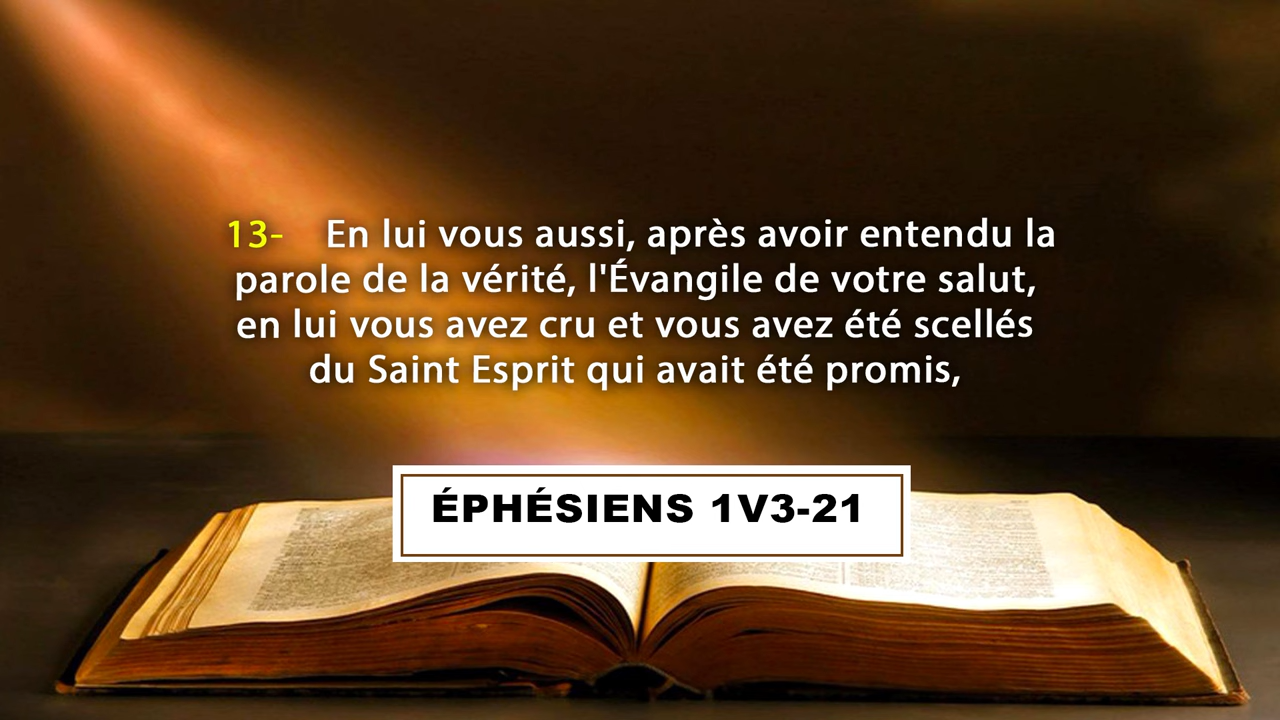 13- En lui vous aussi, après avoir entendu la
parole de la vérité, l'Évangile de votre salut,
en lui vous avez cru et vous avez été scellés
du Saint Esprit qui avait été promis,
ÉPHÉSIENS 1V3-21